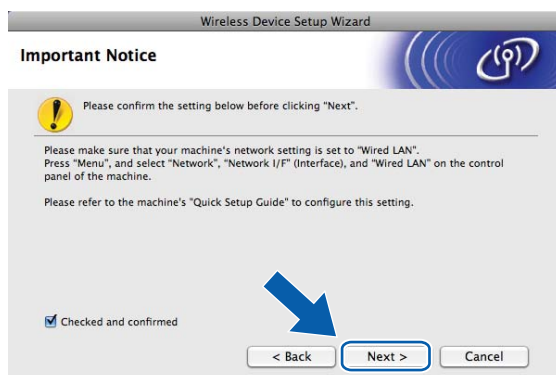 Wireless Device Setup Wizard
Important Notice
Please confirm the setting below before clicking "Next".
Please make sure that your machine's network setting is set to "Wired LAN".
Press "Menu", and select "Network", "Network I/F" (Interface), and "Wired LAN" on the control
panel of the machine.
Please refer to the machine's "Quick Setup Guide" to configure this setting.
Checked and confirmed
< Back
Next >
Cancel